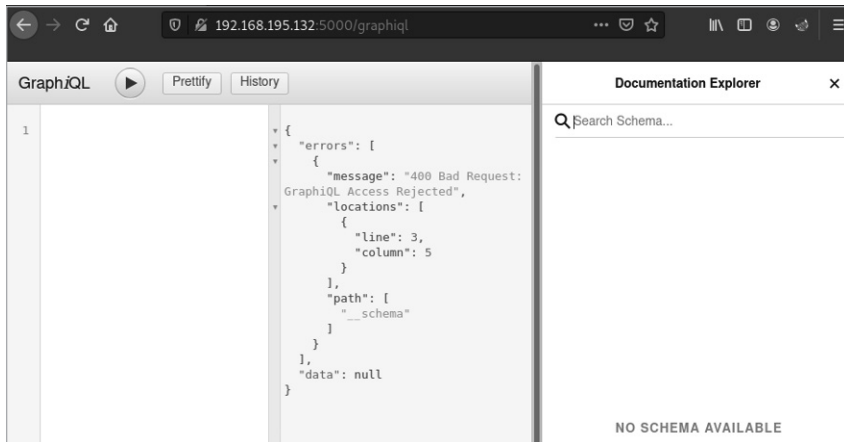 192.168.195.132:5000/graphiql
GraphiQL
Prettify
History
1
{
"errors": [
{
"message": "400 Bad Request:
GraphiQL Access Rejected",
"locations": [
{
"line": 3,
"column": 5
}
],
"path": [
"__schema"
]
}
],
"data": null
}
Documentation Explorer
Search Schema...
NO SCHEMA AVAILABLE